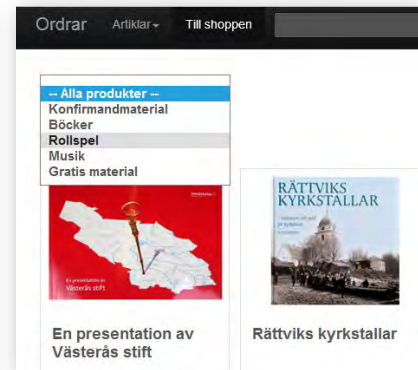 Ordrar Artiklar Till shoppen
-- Alla produkter --
Konfirmandmaterial
Böcker
Rollspel
Musik
Gratis material
En presentation av
Västerås stift
RÄTTVIKS
KYRKSTALLAR
En presentation av
Västerås stift
Rättviks kyrkstallar